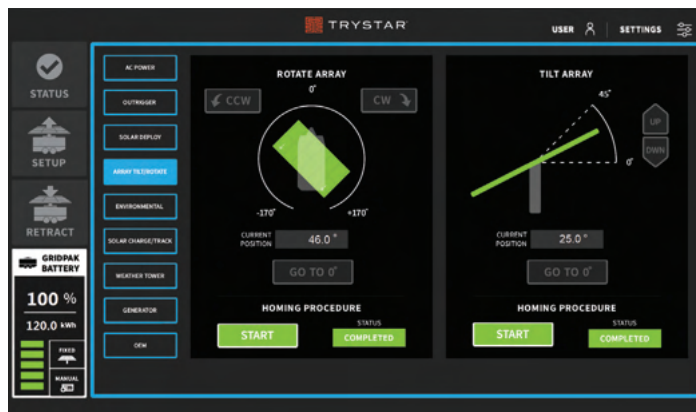 TRYSTAR
USER
SETTINGS
STATUS
SETUP
RETRACT
GRIDPAK
BATTERY
100 %
120.0 kWh
FIXED
MANUAL
AC POWER
OUTRIGGER
SOLAR DEPLOY
ARRAY TILT/ROTATE
ENVIRONMENTAL
SOLAR CHARGE/TRACK
WEATHER TOWER
GENERATOR
OEM
ROTATE ARRAY
0°
CCW
CW
-170°
+170°
CURRENT
POSITION
46.0 °
GO TO 0°
HOMING PROCEDURE
START
STATUS
COMPLETED
TILT ARRAY
45°
UP
DWN
0°
CURRENT
POSITION
25.0 °
GO TO 0°
HOMING PROCEDURE
START
STATUS
COMPLETED